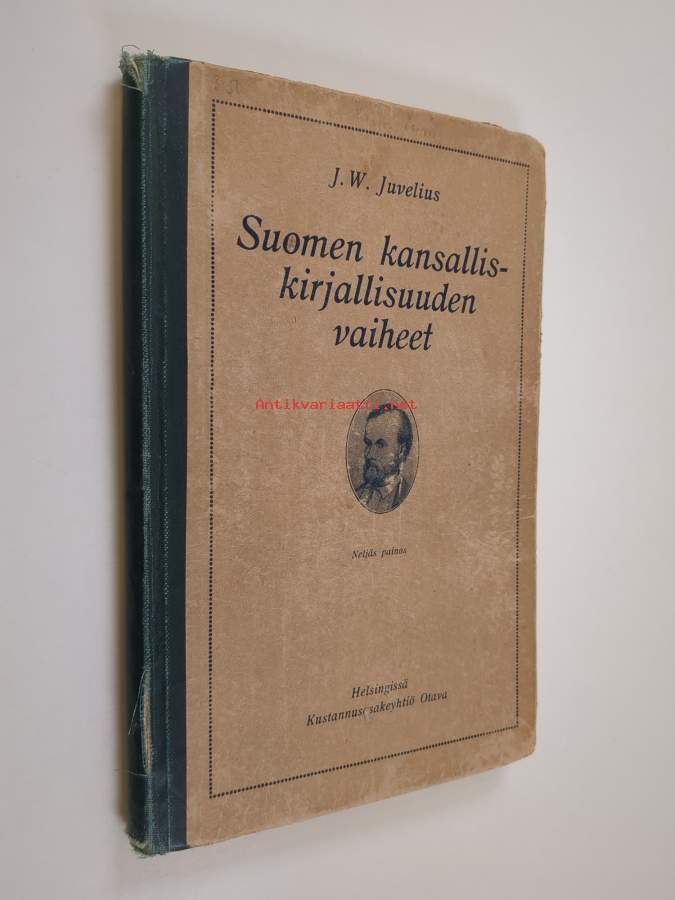 J. W. Juvelius
Suomen kansallis-
kirjallisuuden
vaiheet
Antikvariaatti.net
Neljäs painos
Helsingissä
Kustannusosakeyhtiö Otava